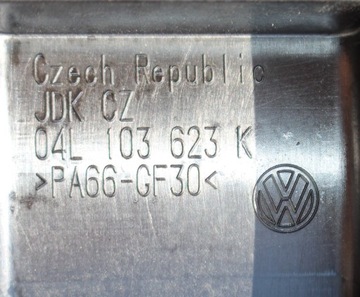 Czech Republic
JDK CZ
04L 103 623 K
>PA66-GF30<